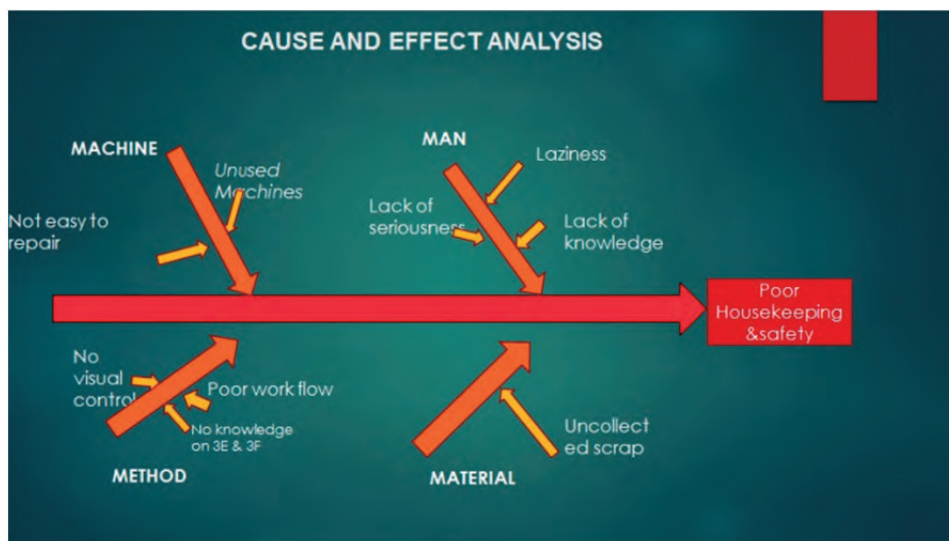 CAUSE AND EFFECT ANALYSIS
MACHINE
Unused
Machines
Not easy to
repair
MAN
Laziness
Lack of
seriousness
Lack of
knowledge
Poor
Housekeeping
&safety
No
visual
control
Poor work flow
No knowledge
on 3E & 3F
METHOD
Uncollect
ed scrap
MATERIAL